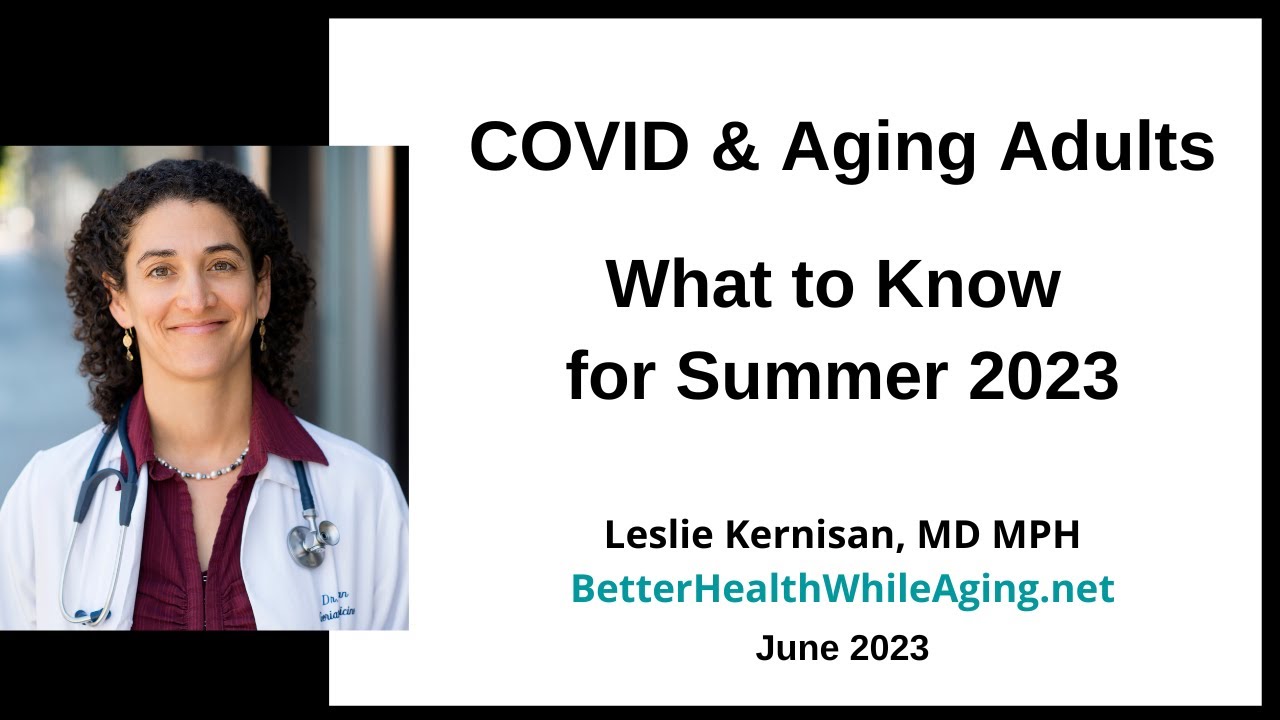 COVID & Aging Adults
What to Know
for Summer 2023
Leslie Kernisan, MD MPH
BetterHealthWhileAging.net
June 2023